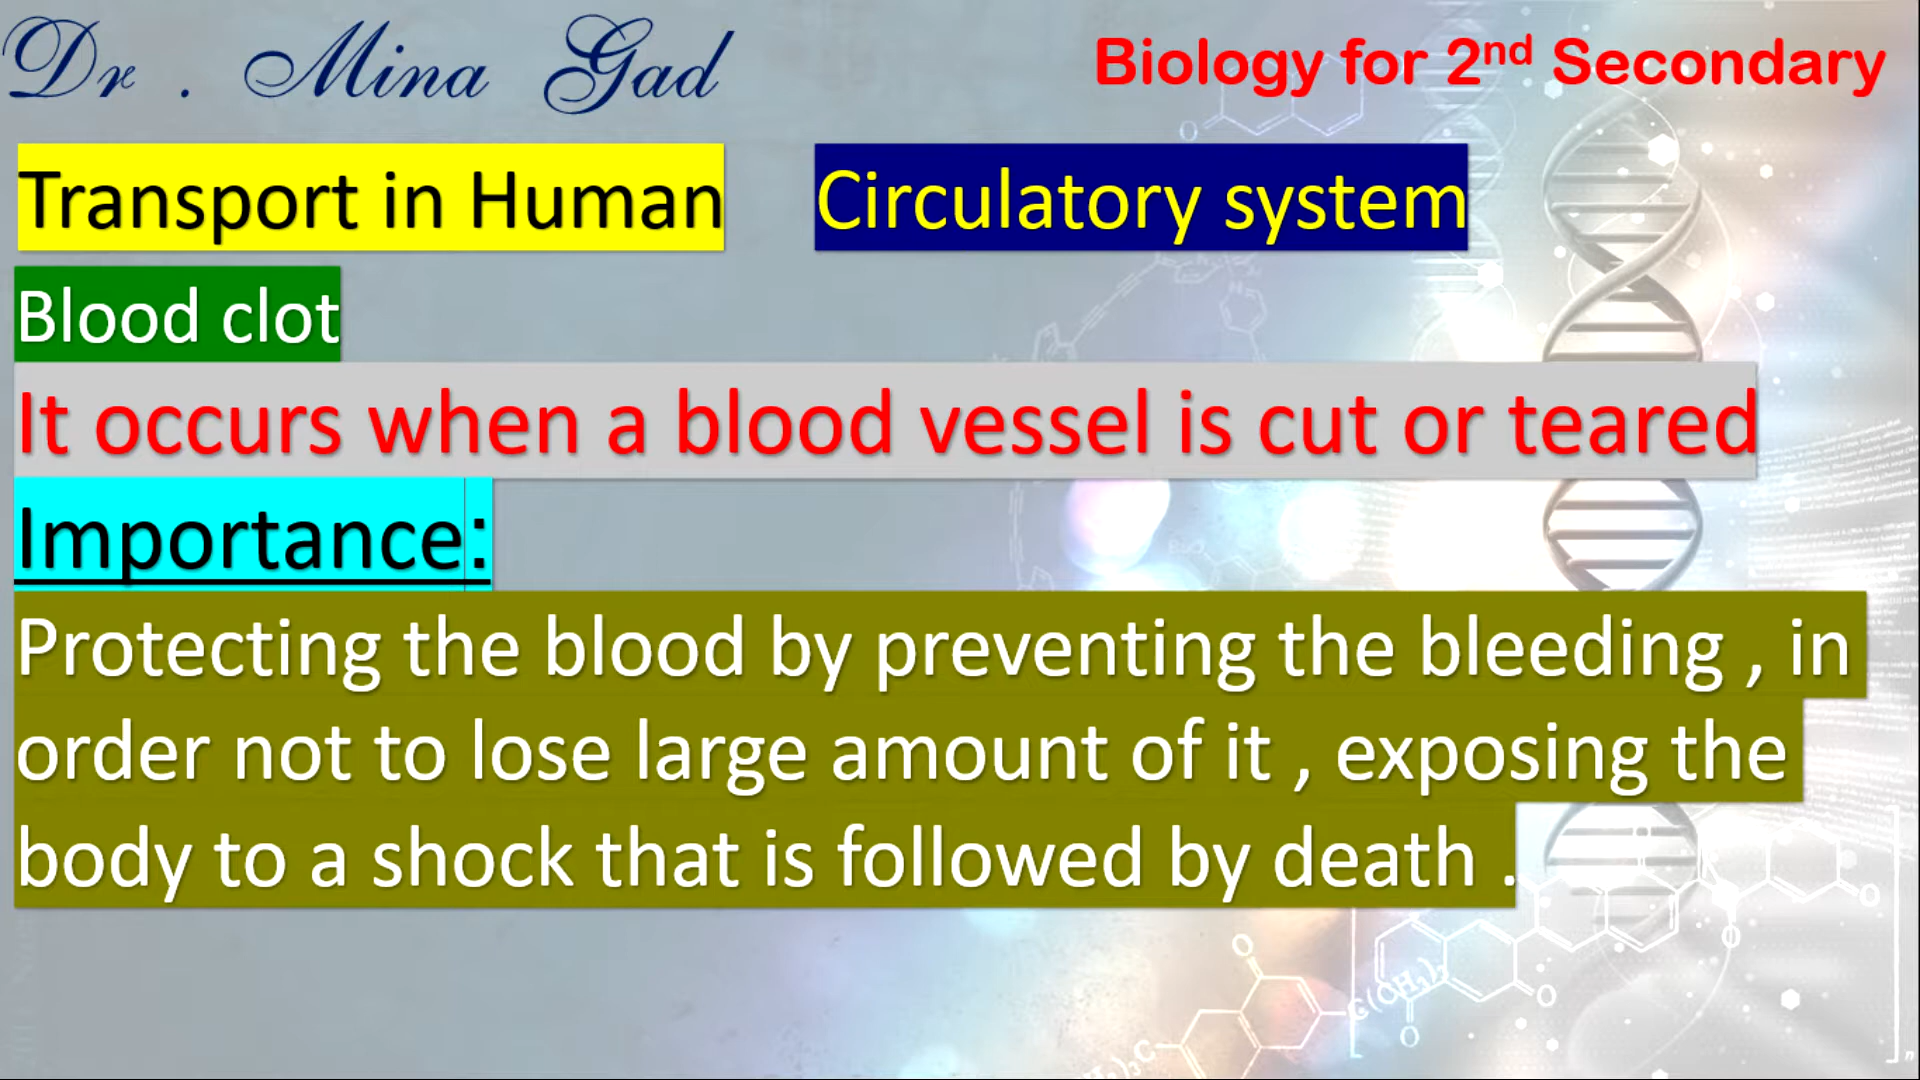 Dr . Mina Gad
Biology for 2nd Secondary
Transport in Human
Circulatory system
Blood clot
It occurs when a blood vessel is cut or teared
Importance:
Protecting the blood by preventing the bleeding , in
order not to lose large amount of it , exposing the
body to a shock that is followed by death .